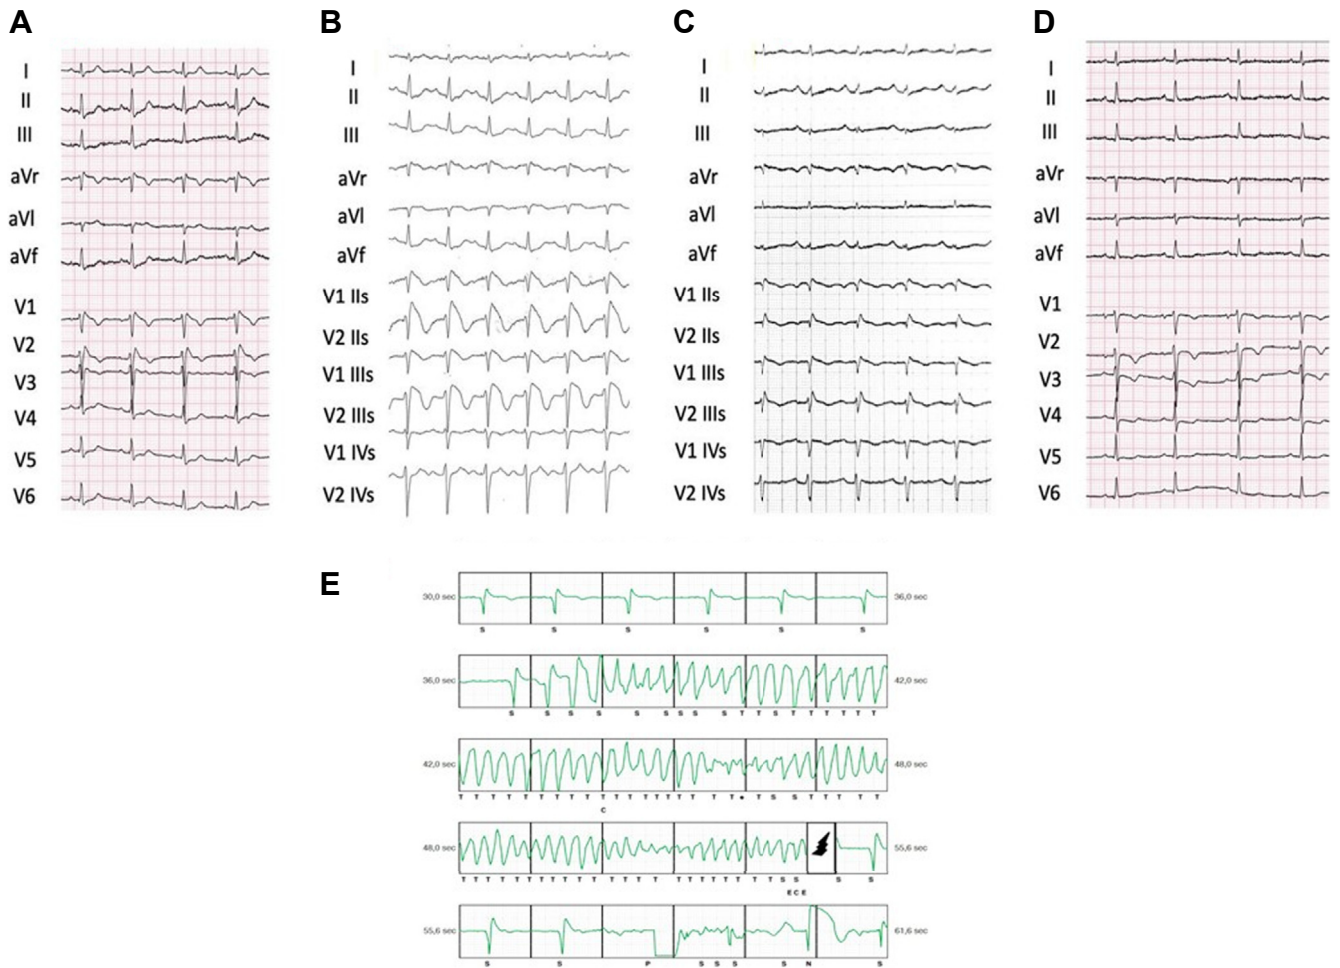 A
I
II
III
aVr
aVl
aVf
V1
V2
V3
V4
V5
V6
B
I
II
III
aVr
aVl
aVf
V1 IIs
V2 IIs
V1 IIIs
V2 IIIs
V1 IVs
V2 IVs
C
I
II
III
aVr
aVl
aVf
V1 IIs
V2 IIs
V1 IIIs
V2 IIIs
V1 IVs
V2 IVs
D
I
II
III
aVr
aVl
aVf
V1
V2
V3
V4
V5
V6
E
30,0 sec 36,0 sec
S S S S S S
36,0 sec 42,0 sec
S S S S S S S S S T T S T T T T T T
42,0 sec 48,0 sec
T T T T T T T T T T T T T T T T T T * T S S T T T T
C
48,0 sec 55,6 sec
T T T T T T T T T T T T T T T T T T T T T T S S S S
E C E
55,6 sec 61,6 sec
S S P S S S S N S